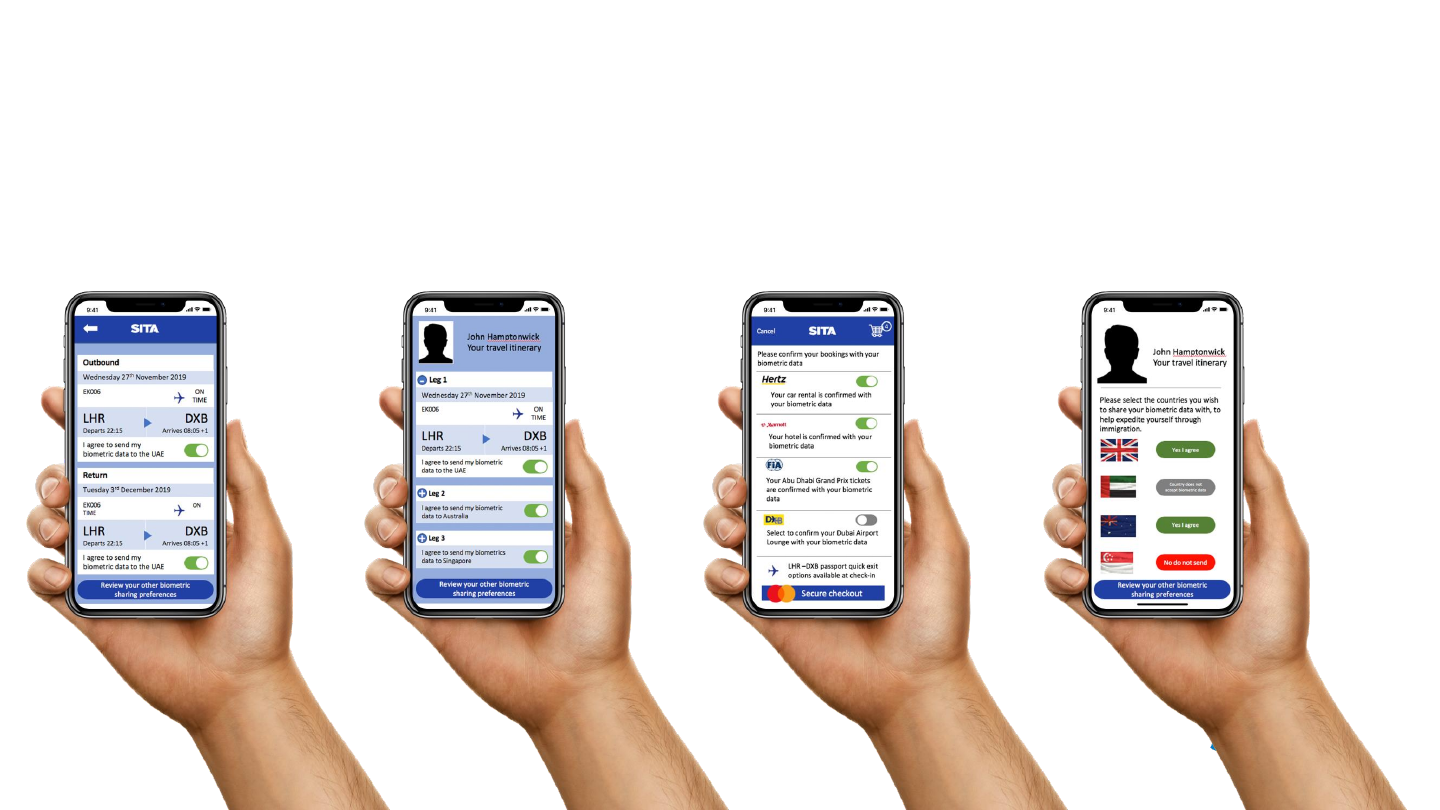 9:41
SITA
Outbound
Wednesday 27th November 2019
EK006
ON
TIME
LHR
DXB
Departs 22:15
Arrives 08:05 +1
I agree to send my
biometric data to the UAE
Return
Tuesday 3rd December 2019
EK006
TIME
ON
LHR
DXB
Departs 22:15
Arrives 08:05 +1
I agree to send my
biometric data to the UAE
Review your other biometric
sharing preferences
9:41
John Hamptonwick
Your travel itinerary
Leg 1
Wednesday 27th November 2019
EK006
ON
TIME
LHR
DXB
Departs 22:15
Arrives 08:05 +1
I agree to send my biometric
data to the UAE
Leg 2
I agree to send my biometric
data to Australia
Leg 3
I agree to send my biometrics
data to Singapore
Review your other biometric
sharing preferences
9:41
Cancel
SITA
4
Please confirm your bookings with your
biometric data
Hertz
Your car rental is confirmed with
your biometric data
Marriott
Your hotel is confirmed with your
biometric data
FIA
Your Abu Dhabi Grand Prix tickets
are confirmed with your biometric
data
Select to confirm your Dubai Airport
Lounge with your biometric data
LHR –DXB passport quick exit
options available at check-in
Secure checkout
9:41
John Hamptonwick
Your travel itinerary
Please select the countries you wish
to share your biometric data with, to
help expedite yourself through
immigration.
Yes I agree
Country does not
accept biometric data
Yes I agree
No do not send
Review your other biometric
sharing preferences